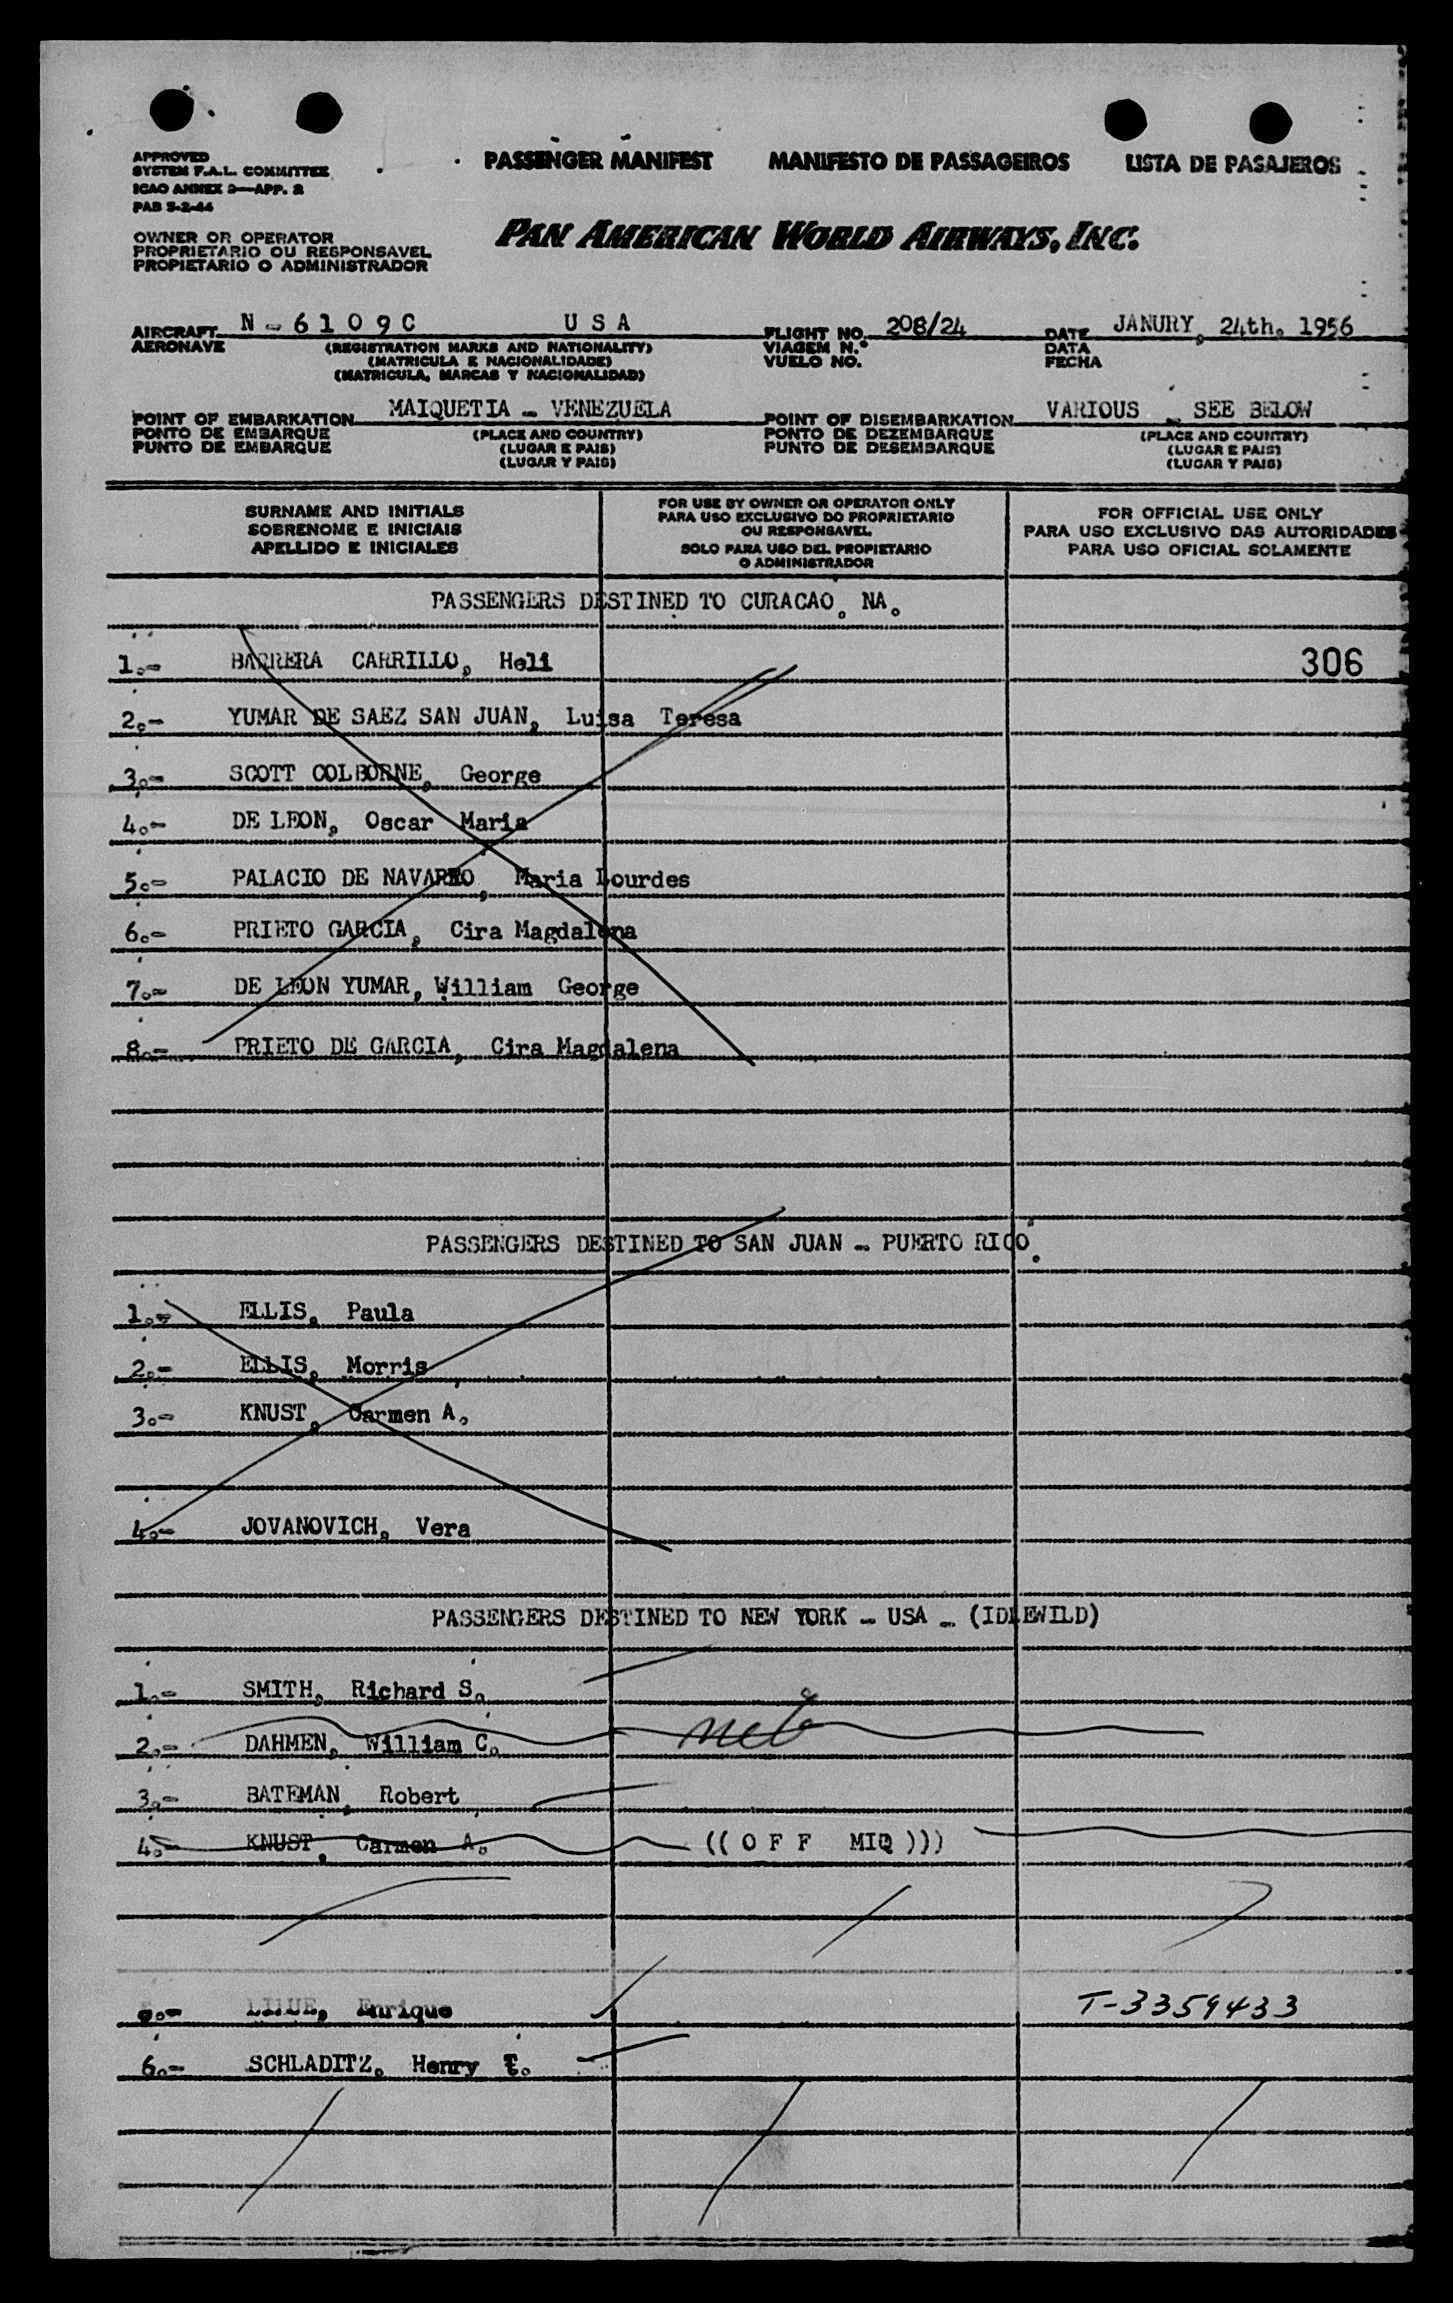 PASSENGER MANIFEST MANIFESTO DE PASSAGEIROS LISTA DE PASAJEROS
APPROVED
SYSTEM F.A.L. COMMITTEE
ICAO ANNEX 9—APP. 2
PAB 5-2-44
PAN AMERICAN WORLD AIRWAYS, INC.
OWNER OR OPERATOR
PROPRIETARIO OU RESPONSAVEL
PROPIETARIO O ADMINISTRADOR
AIRCRAFT N - 6 1 0 9 C U S A FLIGHT NO. 208/24 DATE JANURY, 24th. 1956
AERONAVE (REGISTRATION MARKS AND NATIONALITY) VIAGEM N.° DATA
(MATRICULA E NACIONALIDADE) VUELO NO. FECHA
(MATRICULA, MARCAS Y NACIONALIDAD)
POINT OF EMBARKATION MAIQUETIA - VENEZUELA POINT OF DISEMBARKATION VARIOUS - SEE BELOW
PONTO DE EMBARQUE (PLACE AND COUNTRY) PONTO DE DEZEMBARQUE (PLACE AND COUNTRY)
PUNTO DE EMBARQUE (LUGAR E PAIS) PUNTO DE DESEMBARQUE (LUGAR E PAIS)
(LUGAR Y PAIS) (LUGAR Y PAIS)
SURNAME AND INITIALS FOR USE BY OWNER OR OPERATOR ONLY FOR OFFICIAL USE ONLY
SOBRENOME E INICIAIS PARA USO EXCLUSIVO DO PROPRIETARIO PARA USO EXCLUSIVO DAS AUTORIDADES
OU RESPONSAVEL
APELLIDO E INICIALES SOLO PARA USO DEL PROPIETARIO PARA USO OFICIAL SOLAMENTE
O ADMINISTRADOR
PASSENGERS DESTINED TO CURACAO. NA.
1.- BARRERA CARRILLO, Heli 306
2.- YUMAR DE SAEZ SAN JUAN, Luisa Teresa
3.- SCOTT COLBORNE, George
4.- DE LEON, Oscar Maria
5.- PALACIO DE NAVARRO, Maria Lourdes
6.- PRIETO GARCIA, Cira Magdalena
7.- DE LEON YUMAR, William George
8.- PRIETO DE GARCIA, Cira Magdalena
PASSENGERS DESTINED TO SAN JUAN - PUERTO RICO.
1.- ELLIS, Paula
2.- ELLIS, Morris
3.- KNUST, Carmen A.
4.- JOVANOVICH, Vera
PASSENGERS DESTINED TO NEW YORK - USA - (IDLEWILD)
1.- SMITH, Richard S.
2.- DAHMEN, William C.
3.- BATEMAN, Robert
4.- KNUST, Carmen A. (( O F F MIQ )))
Enrique T-3359433
6.- SCHLADITZ, Henry T.